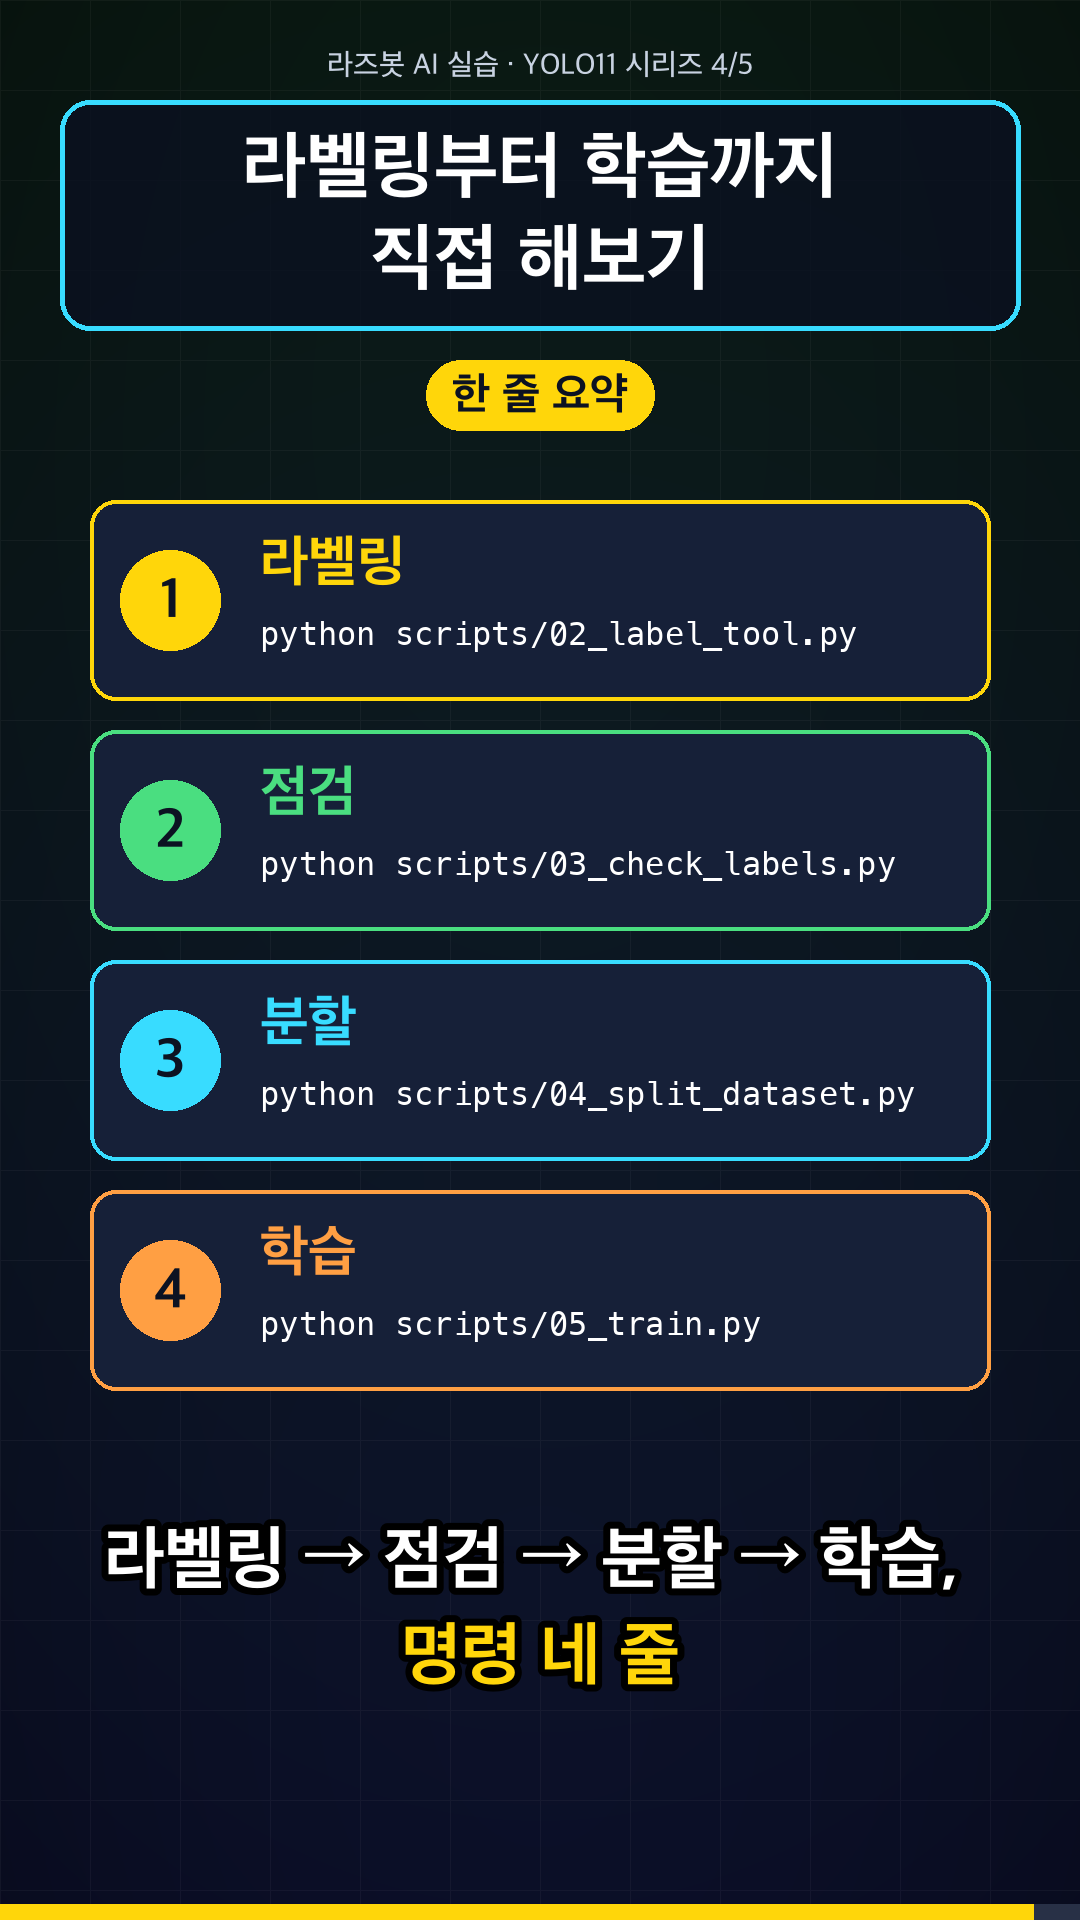 라즈봇 AI 실습 · YOLO11 시리즈 4/5
라벨링부터 학습까지
직접 해보기
한 줄 요약
1
라벨링
python scripts/02_label_tool.py
2
점검
python scripts/03_check_labels.py
3
분할
python scripts/04_split_dataset.py
4
학습
python scripts/05_train.py
라벨링 → 점검 → 분할 → 학습,
명령 네 줄